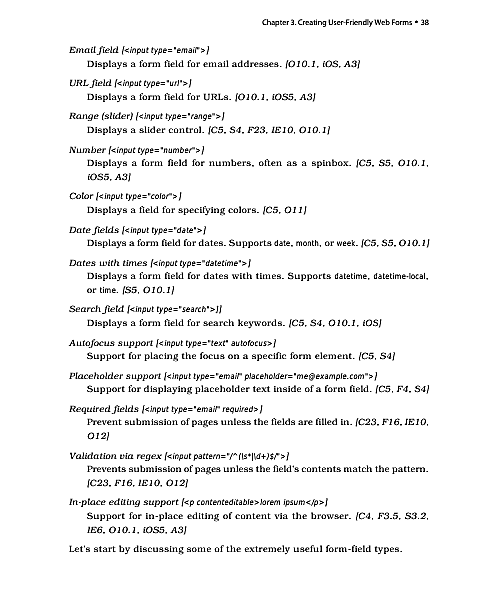 Chapter 3. Creating User-Friendly Web Forms • 38
Email field [<input type="email">]
Displays a form field for email addresses. [O10.1, iOS, A3]
URL field [<input type="url">]
Displays a form field for URLs. [O10.1, iOS5, A3]
Range (slider) [<input type="range">]
Displays a slider control. [C5, S4, F23, IE10, O10.1]
Number [<input type="number">]
Displays a form field for numbers, often as a spinbox. [C5, S5, O10.1,
iOS5, A3]
Color [<input type="color">]
Displays a field for specifying colors. [C5, O11]
Date fields [<input type="date">]
Displays a form field for dates. Supports date, month, or week. [C5, S5, O10.1]
Dates with times [<input type="datetime">]
Displays a form field for dates with times. Supports datetime, datetime-local,
or time. [S5, O10.1]
Search field [<input type="search">]]
Displays a form field for search keywords. [C5, S4, O10.1, iOS]
Autofocus support [<input type="text" autofocus>]
Support for placing the focus on a specific form element. [C5, S4]
Placeholder support [<input type="email" placeholder="me@example.com">]
Support for displaying placeholder text inside of a form field. [C5, F4, S4]
Required fields [<input type="email" required>]
Prevent submission of pages unless the fields are filled in. [C23, F16, IE10,
O12]
Validation via regex [<input pattern="/^(\s*|\d+)$/">]
Prevents submission of pages unless the field's contents match the pattern.
[C23, F16, IE10, O12]
In-place editing support [<p contenteditable>lorem ipsum</p>]
Support for in-place editing of content via the browser. [C4, F3.5, S3.2,
IE6, O10.1, iOS5, A3]
Let's start by discussing some of the extremely useful form-field types.